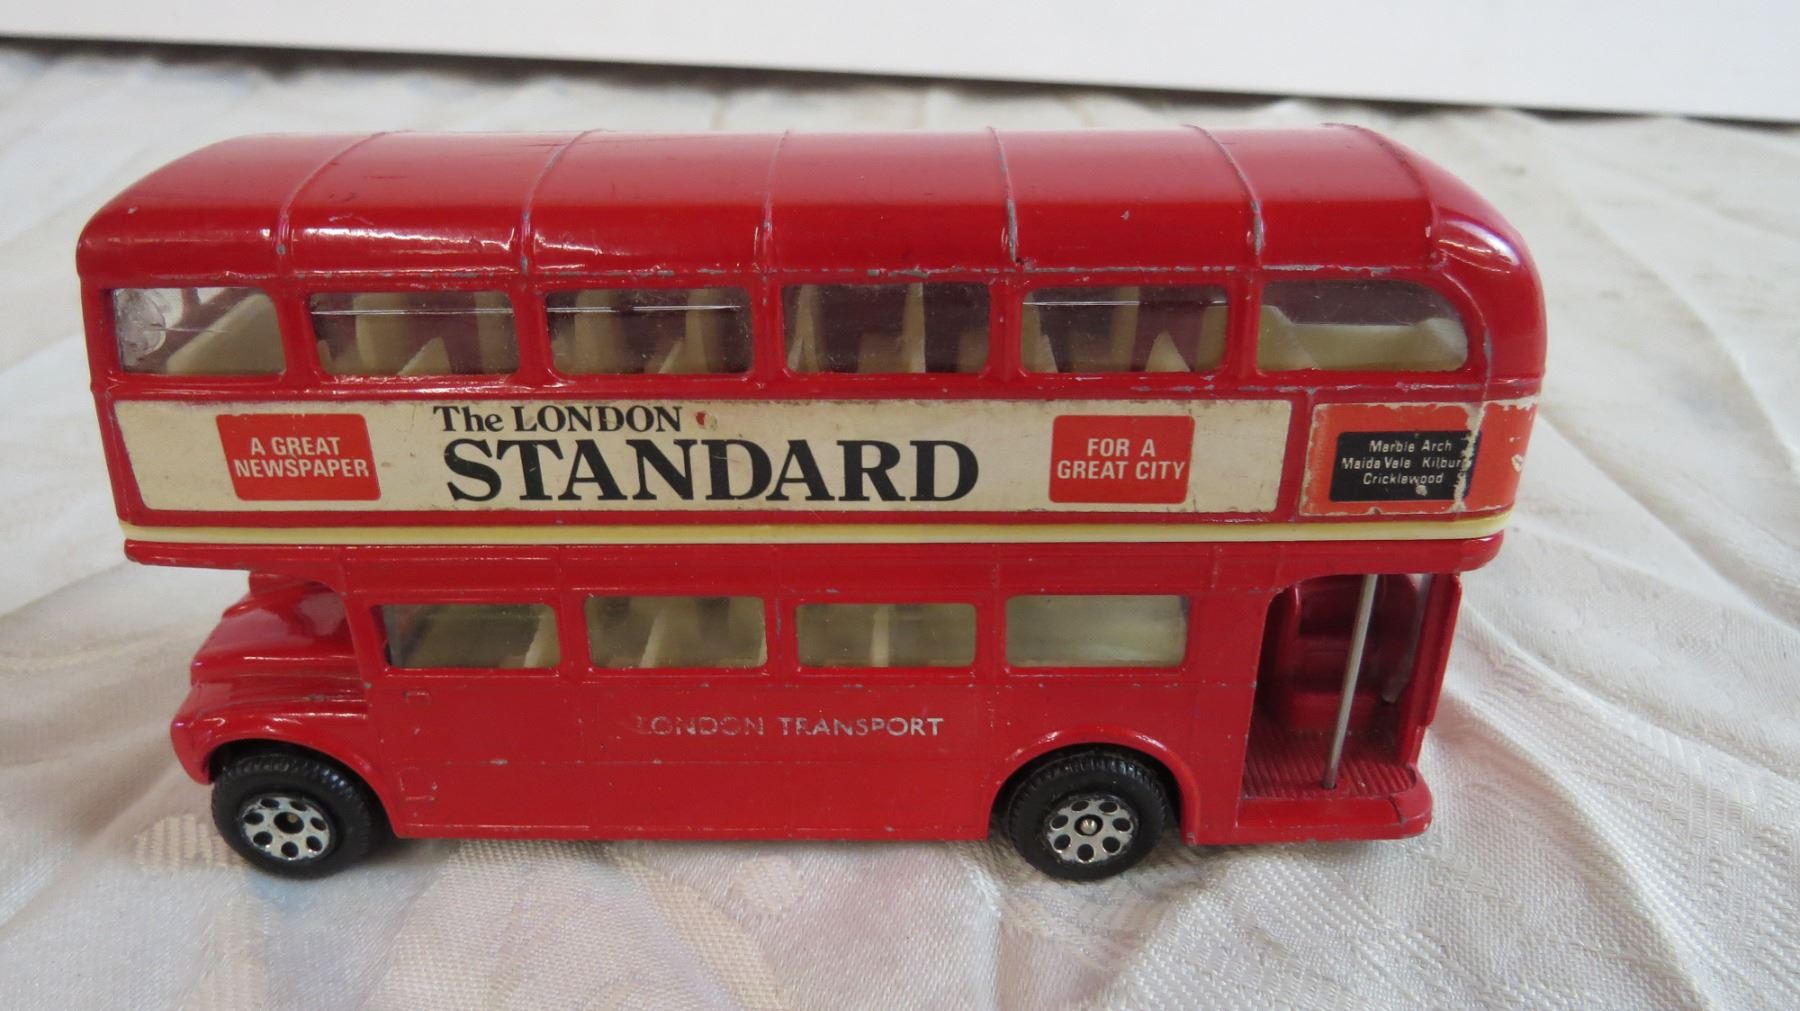 A GREAT
NEWSPAPER
The LONDON
STANDARD
FOR A
GREAT CITY
Marble Arch
Maida Vale Kilburn
Cricklewood
LONDON TRANSPORT